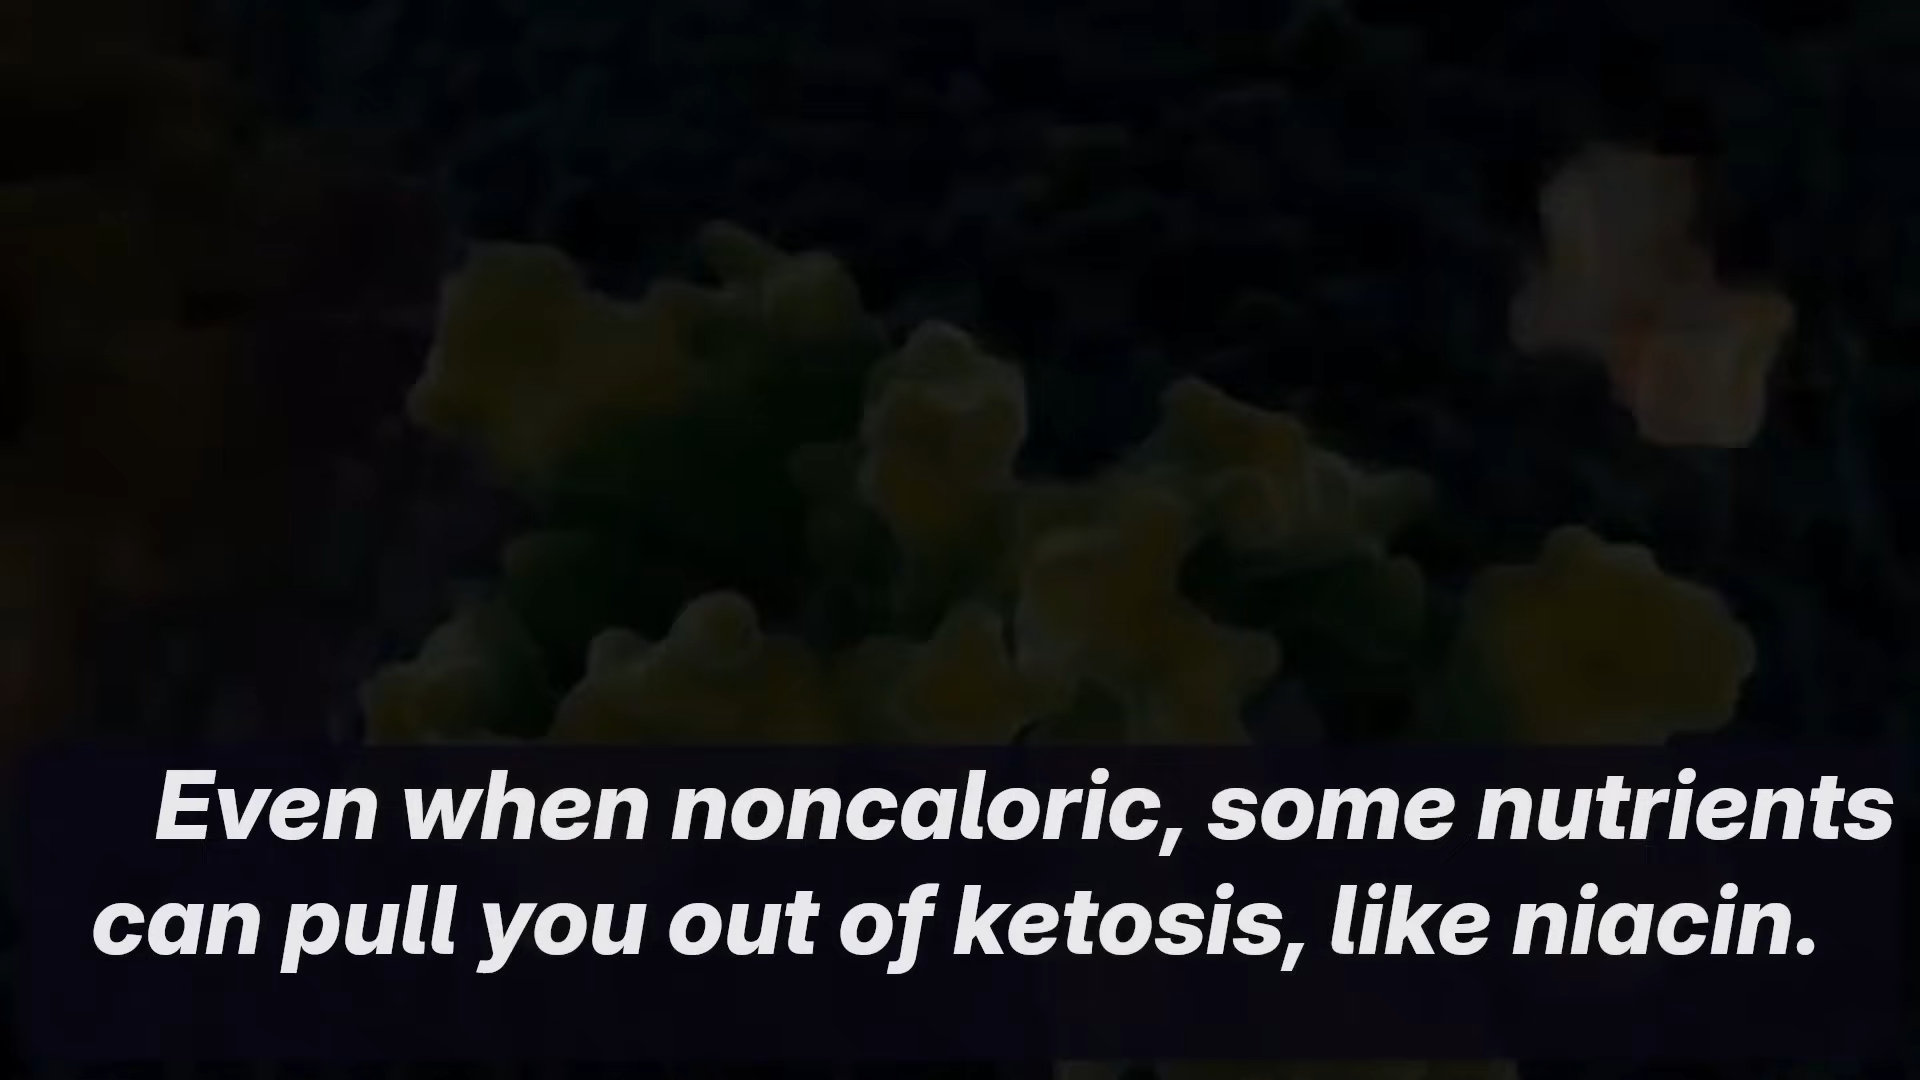 Even when noncaloric, some nutrients
can pull you out of ketosis, like niacin.